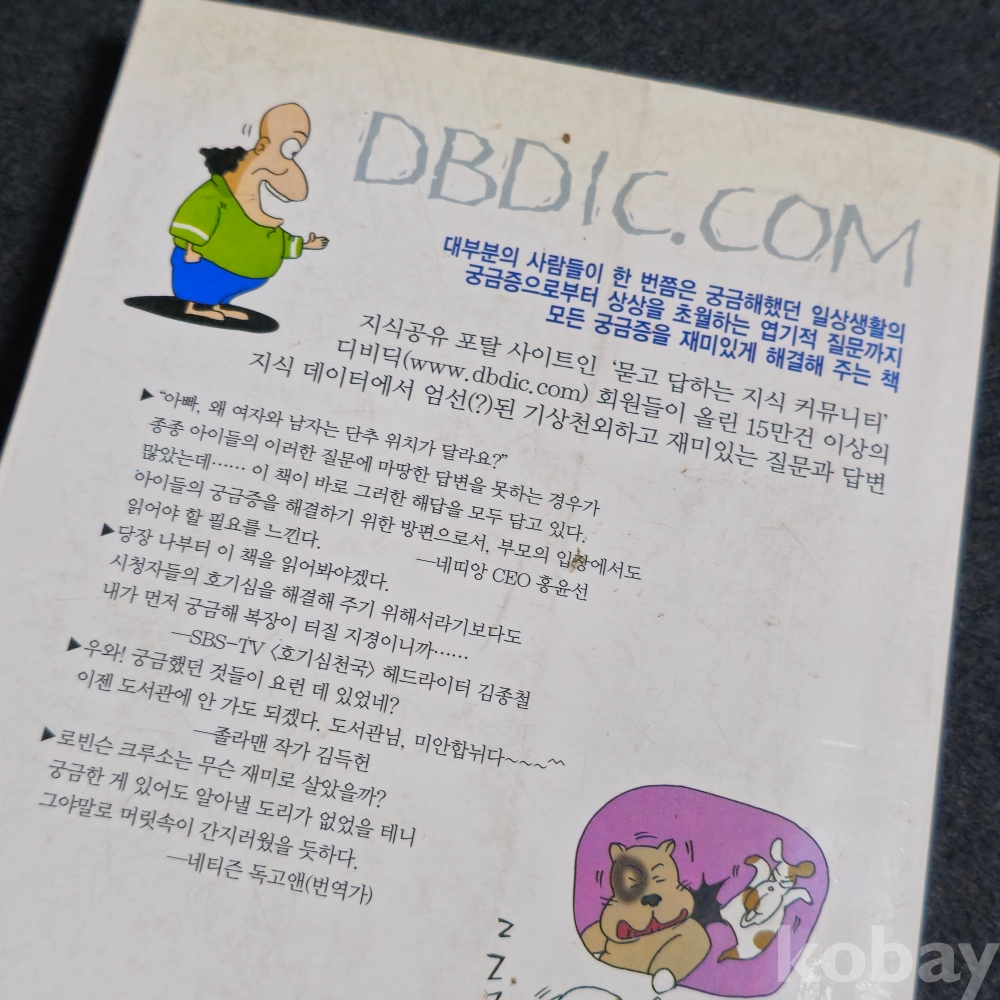 DBDIC.COM
대부분의 사람들이 한 번쯤은 궁금해했던 일상생활의
궁금증으로부터 상상을 초월하는 엽기적 질문까지
모든 궁금증을 재미있게 해결해 주는 책
지식공유 포탈 사이트인 '묻고 답하는 지식 커뮤니티'
디비딕(www.dbdic.com) 회원들이 올린 15만건 이상의
지식 데이터에서 엄선(?)된 기상천외하고 재미있는 질문과 답변
▶"아빠, 왜 여자와 남자는 단추 위치가 달라요?"
종종 아이들의 이러한 질문에 마땅한 답변을 못하는 경우가
많았는데…… 이 책이 바로 그러한 해답을 모두 담고 있다.
아이들의 궁금증을 해결하기 위한 방편으로서, 부모의 입장에서도
읽어야 할 필요를 느낀다.
—네띠앙 CEO 홍윤선
▶당장 나부터 이 책을 읽어봐야겠다.
시청자들의 호기심을 해결해 주기 위해서라기보다도
내가 먼저 궁금해 복장이 터질 지경이니까……
—SBS-TV 〈호기심천국〉 헤드라이터 김종철
▶우와! 궁금했던 것들이 요런 데 있었네?
이젠 도서관에 안 가도 되겠다. 도서관님, 미안합뉘다~~~^^
—졸라맨 작가 김득헌
▶로빈슨 크루소는 무슨 재미로 살았을까?
궁금한 게 있어도 알아낼 도리가 없었을 테니
그야말로 머릿속이 간지러웠을 듯하다.
—네티즌 독고앤(번역가)
z
z
z
kobay